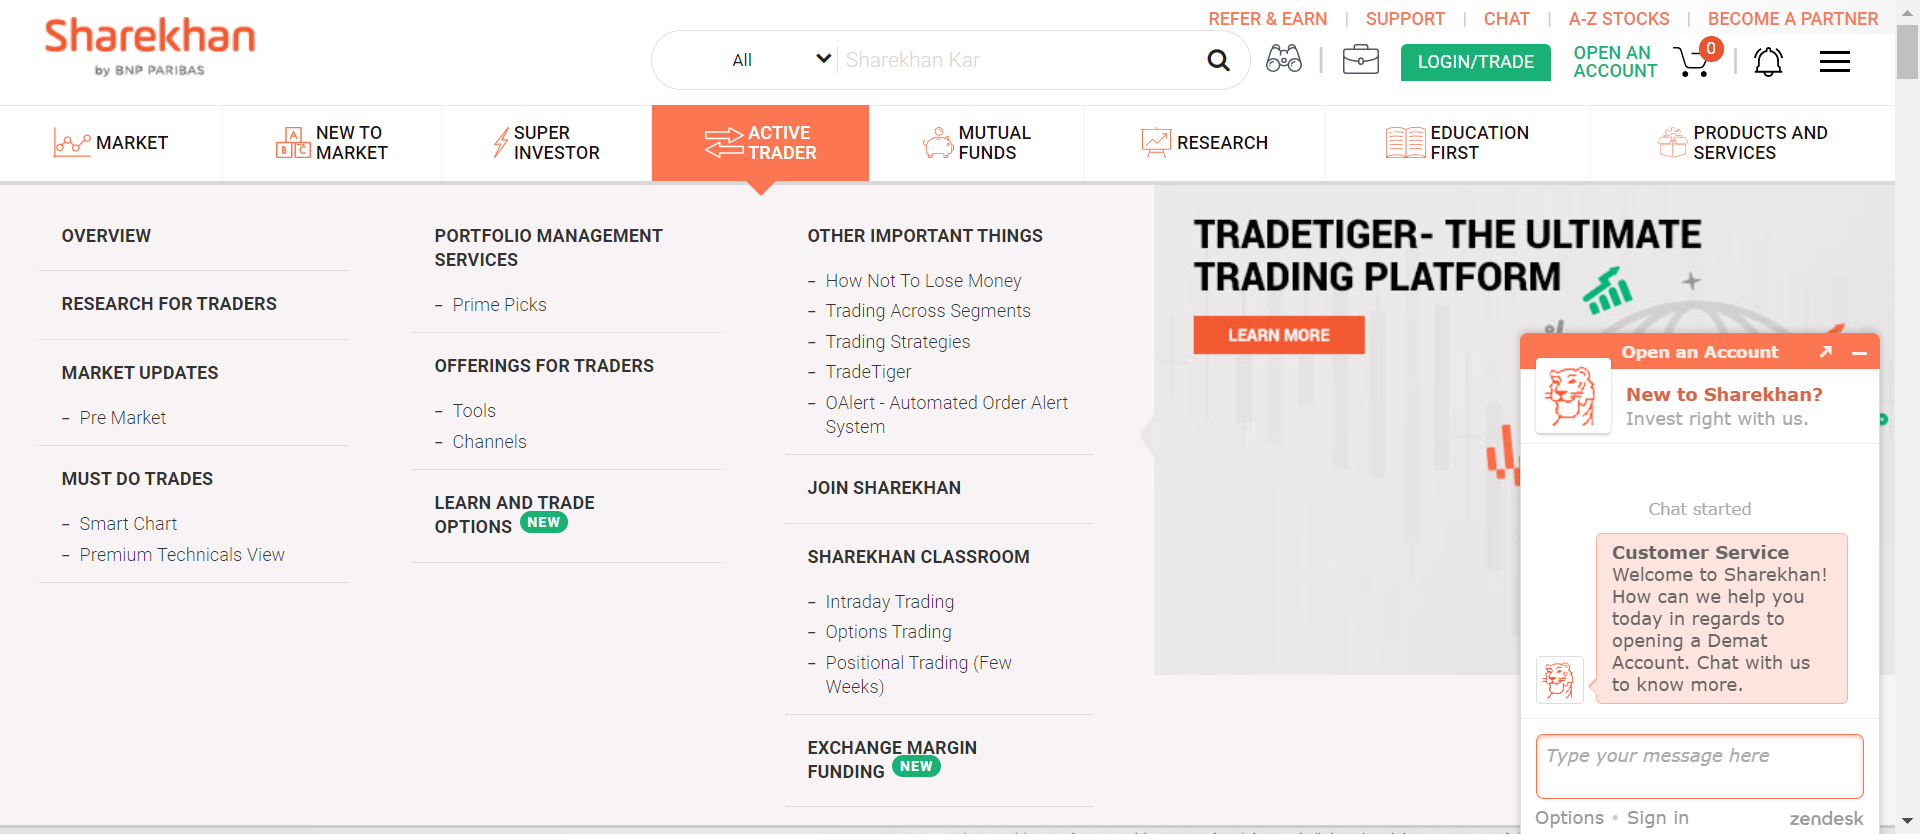 REFER & EARN | SUPPORT | CHAT | A-Z STOCKS | BECOME A PARTNER
Sharekhan
by BNP PARIBAS
All
Sharekhan Kar
LOGIN/TRADE
OPEN AN
ACCOUNT
0
MARKET
NEW TO
MARKET
SUPER
INVESTOR
ACTIVE
TRADER
MUTUAL
FUNDS
RESEARCH
EDUCATION
FIRST
PRODUCTS AND
SERVICES
A
B C
OVERVIEW
RESEARCH FOR TRADERS
MARKET UPDATES
- Pre Market
MUST DO TRADES
- Smart Chart
- Premium Technicals View
PORTFOLIO MANAGEMENT
SERVICES
- Prime Picks
OFFERINGS FOR TRADERS
- Tools
- Channels
LEARN AND TRADE
OPTIONS NEW
OTHER IMPORTANT THINGS
- How Not To Lose Money
- Trading Across Segments
- Trading Strategies
- TradeTiger
- OAlert - Automated Order Alert
System
JOIN SHAREKHAN
SHAREKHAN CLASSROOM
- Intraday Trading
- Options Trading
- Positional Trading (Few
Weeks)
EXCHANGE MARGIN
FUNDING NEW
TRADETIGER- THE ULTIMATE
TRADING PLATFORM
LEARN MORE
%
Open an Account
New to Sharekhan?
Invest right with us.
Chat started
Customer Service
Welcome to Sharekhan!
How can we help you
today in regards to
opening a Demat
Account. Chat with us
to know more.
Type your message here
Options • Sign in
zendesk